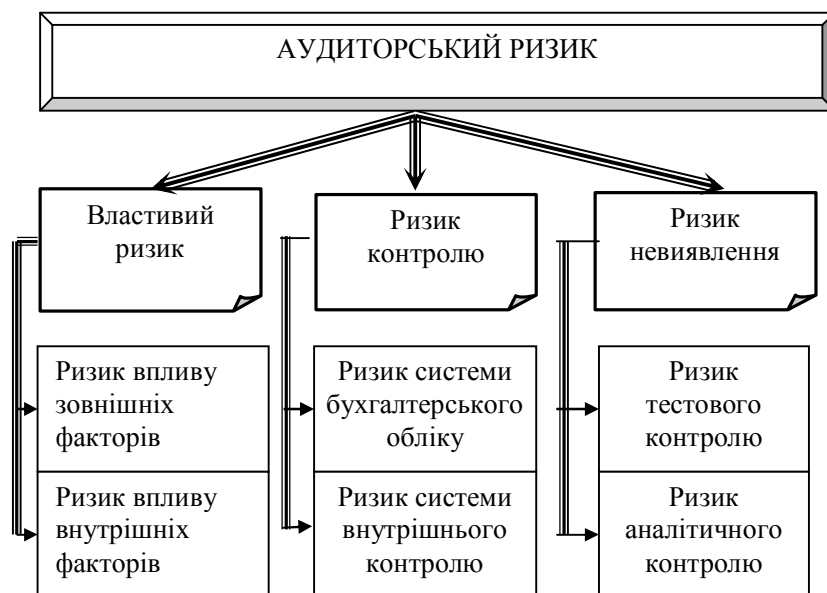 АУДИТОРСЬКИЙ РИЗИК
Властивий
ризик
Ризик
контролю
Ризик
невиявлення
Ризик впливу
зовнішніх
факторів
Ризик системи
бухгалтерського
обліку
Ризик
тестового
контролю
Ризик впливу
внутрішніх
факторів
Ризик системи
внутрішнього
контролю
Ризик
аналітичного
контролю